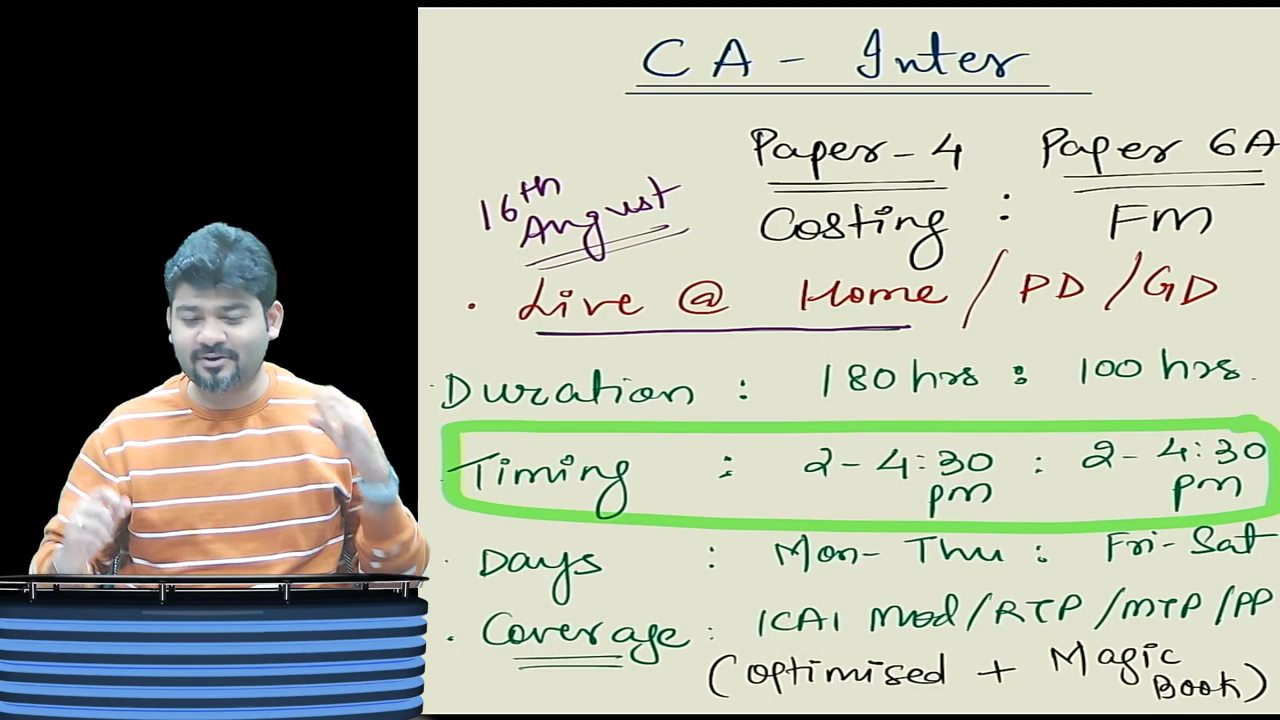 CA - Inter
Paper - 4 Paper 6A
16th August
Costing : FM
. Live @ Home / PD / GD
Duration : 180 hrs : 100 hrs.
Timing : 2 - 4:30 pm : 2 - 4:30 pm
. Days : Mon - Thu : Fri - Sat
. Coverage : ICAI Mod / RTP / MTP / PP
(Optimised + Magic Book)